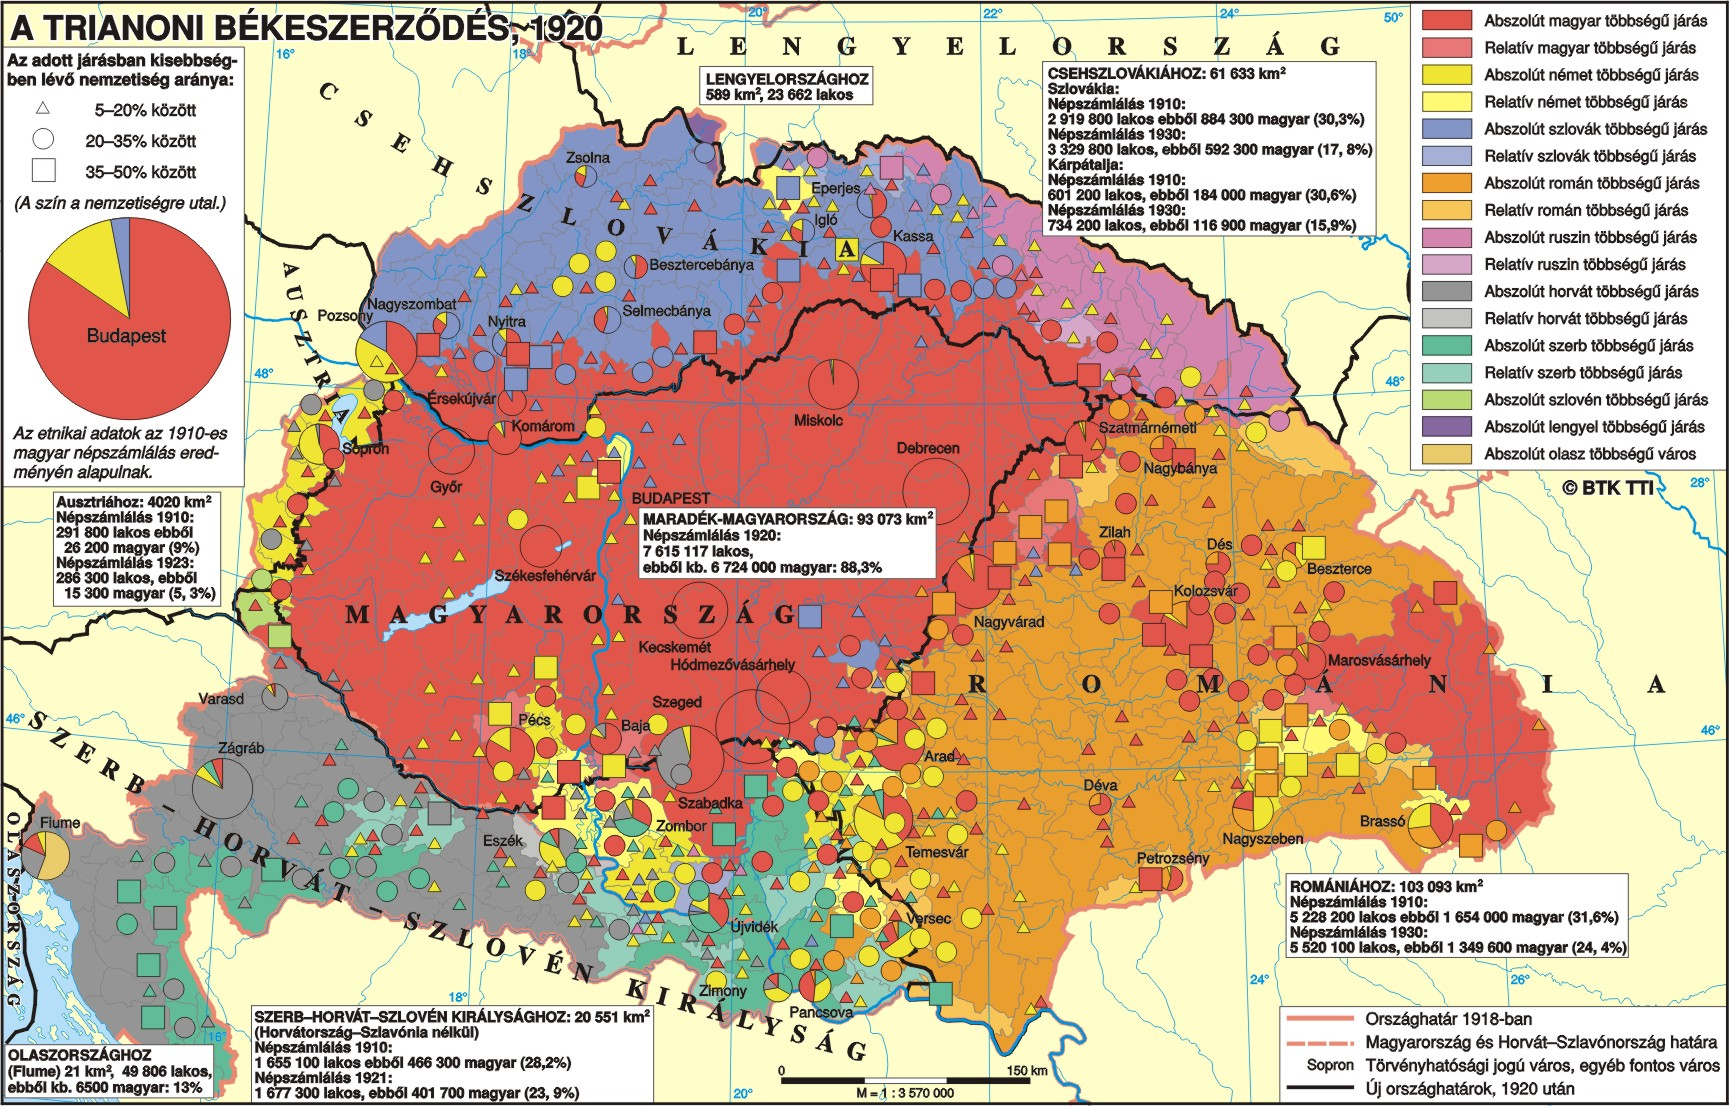 A TRIANONI BÉKESZERZŐDÉS, 1920
Az adott járásban kisebbség-
ben lévő nemzetiség aránya:
5–20% között
20–35% között
35–50% között
(A szín a nemzetiségre utal.)
Budapest
Az etnikai adatok az 1910-es
magyar népszámlálás ered-
ményén alapulnak.
Ausztriához: 4020 km²
Népszámlálás 1910:
291 800 lakos ebből
26 200 magyar (9%)
Népszámlálás 1923:
286 300 lakos, ebből
15 300 magyar (5, 3%)
LENGYELORSZÁGHOZ
589 km², 23 662 lakos
CSEHSZLOVÁKIÁHOZ: 61 633 km²
Szlovákia:
Népszámlálás 1910:
2 919 800 lakos ebből 884 300 magyar (30,3%)
Népszámlálás 1930:
3 329 800 lakos, ebből 592 300 magyar (17, 8%)
Kárpátalja:
Népszámlálás 1910:
601 200 lakos, ebből 184 000 magyar (30,6%)
Népszámlálás 1930:
734 200 lakos, ebből 116 900 magyar (15,9%)
Abszolút magyar többségű járás
Relatív magyar többségű járás
Abszolút német többségű járás
Relatív német többségű járás
Abszolút szlovák többségű járás
Relatív szlovák többségű járás
Abszolút román többségű járás
Relatív román többségű járás
Abszolút ruszin többségű járás
Relatív ruszin többségű járás
Abszolút horvát többségű járás
Relatív horvát többségű járás
Abszolút szerb többségű járás
Relatív szerb többségű járás
Abszolút szlovén többségű járás
Abszolút lengyel többségű járás
Abszolút olasz többségű város
© BTK TTI
LENGYELORSZÁG
CSEHSZLOVÁKIA
AUSZTRIA
MAGYARORSZÁG
ROMÁNIA
SZERB–HORVÁT–SZLOVÉN KIRÁLYSÁG
OLASZORSZÁG
16°
18°
20°
22°
24°
50°
48°
48°
46°
46°
28°
26°
24°
20°
18°
16°
Zsolna
Eperjes
Igló
Kassa
Besztercebánya
Selmecbánya
Nagyszombat
Pozsony
Nyitra
Érsekújvár
Komárom
Sopron
Győr
Miskolc
Debrecen
Szatmárnémeti
Nagybánya
BUDAPEST
MARADÉK-MAGYARORSZÁG: 93 073 km²
Népszámlálás 1920:
7 615 117 lakos,
ebből kb. 6 724 000 magyar: 88,3%
Székesfehérvár
Zilah
Dés
Beszterce
Kolozsvár
Nagyvárad
Kecskemét
Hódmezővásárhely
Marosvásárhely
Varasd
Szeged
Pécs
Baja
Zágráb
Arad
Déva
Szabadka
Zombor
Eszék
Fiume
Temesvár
Petrozsény
Nagyszeben
Brassó
Újvidék
Versec
Zimony
Pancsova
ROMÁNIÁHOZ: 103 093 km²
Népszámlálás 1910:
5 228 200 lakos ebből 1 654 000 magyar (31,6%)
Népszámlálás 1930:
5 520 100 lakos, ebből 1 349 600 magyar (24, 4%)
SZERB–HORVÁT–SZLOVÉN KIRÁLYSÁGHOZ: 20 551 km²
(Horvátország–Szlavónia nélkül)
Népszámlálás 1910:
1 655 100 lakos ebből 466 300 magyar (28,2%)
Népszámlálás 1921:
1 677 300 lakos, ebből 401 700 magyar (23, 9%)
OLASZORSZÁGHOZ
(Fiume) 21 km², 49 806 lakos,
ebből kb. 6500 magyar: 13%
0 150 km
M = 1 : 3 570 000
Országhatár 1918-ban
Magyarország és Horvát–Szlavónország határa
Sopron Törvényhatósági jogú város, egyéb fontos város
Új országhatárok, 1920 után